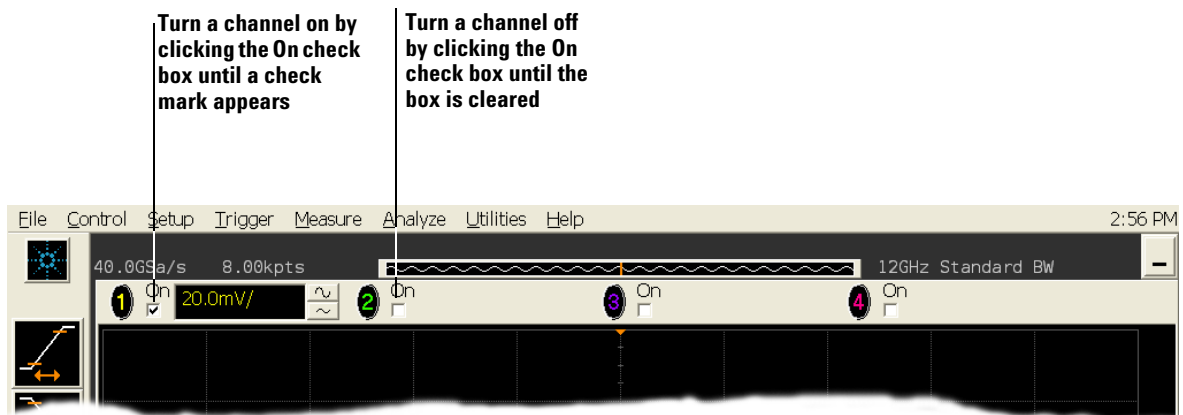 Turn a channel on by
clicking the On check
box until a check
mark appears
Turn a channel off
by clicking the On
check box until the
box is cleared
File Control Setup Trigger Measure Analyze Utilities Help 2:56 PM
40.0GSa/s 8.00kpts 12GHz Standard BW
1 On 20.0mV/ 2 On 3 On 4 On